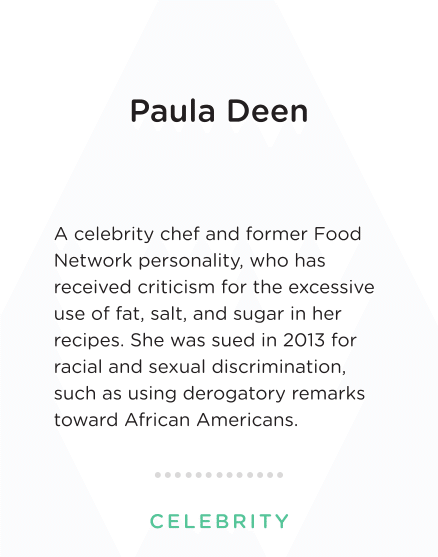 Paula Deen
A celebrity chef and former Food
Network personality, who has
received criticism for the excessive
use of fat, salt, and sugar in her
recipes. She was sued in 2013 for
racial and sexual discrimination,
such as using derogatory remarks
toward African Americans.
CELEBRITY